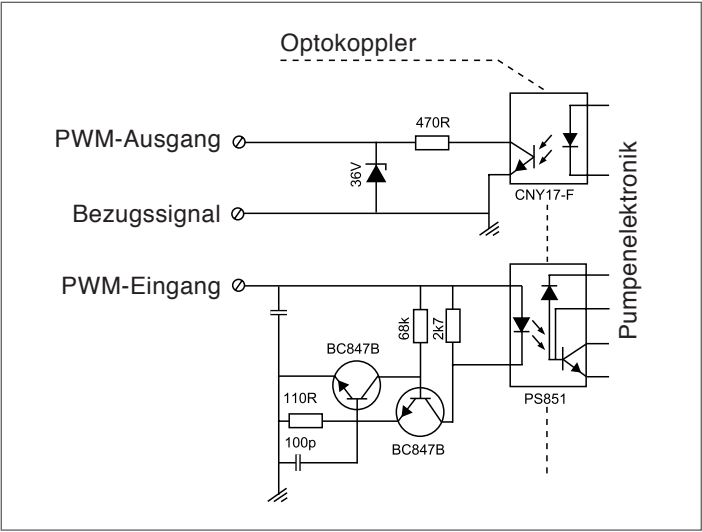 Optokoppler
PWM-Ausgang
470R
36V
CNY17-F
Bezugssignal
Pumpenelektronik
PWM-Eingang
68k
2k7
BC847B
110R
PS851
100p
BC847B